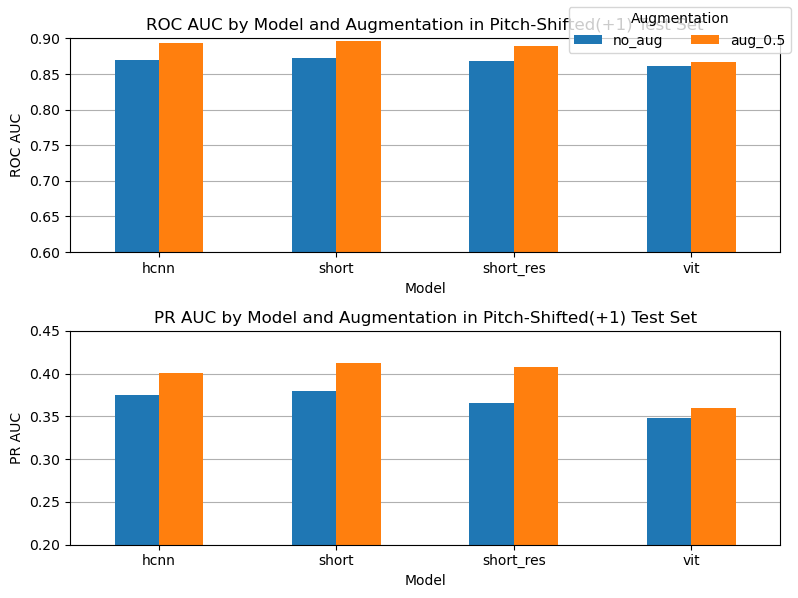 ROC AUC by Model and Augmentation in Pitch-Shifted(+1) Test Set
Augmentation
no_aug aug_0.5
0.90
0.85
0.80
0.75
0.70
0.65
0.60
ROC AUC
hcnn short short_res vit
Model
PR AUC by Model and Augmentation in Pitch-Shifted(+1) Test Set
0.45
0.40
0.35
0.30
0.25
0.20
PR AUC
hcnn short short_res vit
Model